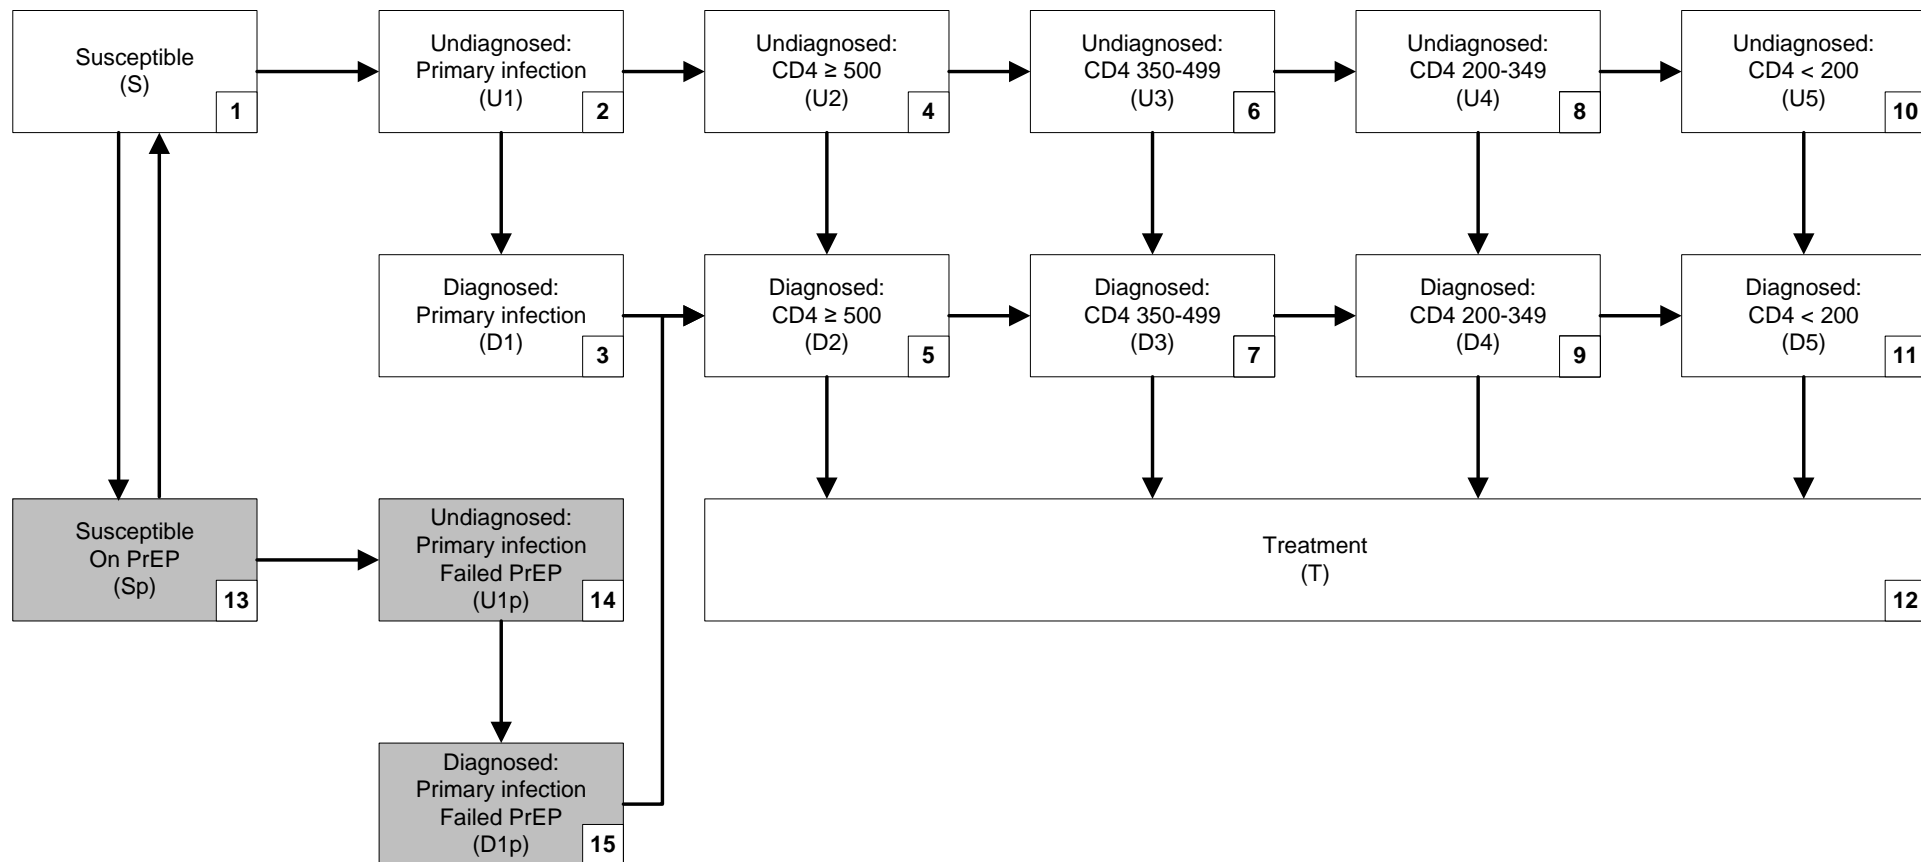 Susceptible
(S)
1
Undiagnosed:
Primary infection
(U1)
2
Undiagnosed:
CD4 ≥ 500
(U2)
4
Undiagnosed:
CD4 350-499
(U3)
6
Undiagnosed:
CD4 200-349
(U4)
8
Undiagnosed:
CD4 < 200
(U5)
10
Diagnosed:
Primary infection
(D1)
3
Diagnosed:
CD4 ≥ 500
(D2)
5
Diagnosed:
CD4 350-499
(D3)
7
Diagnosed:
CD4 200-349
(D4)
9
Diagnosed:
CD4 < 200
(D5)
11
Susceptible
On PrEP
(Sp)
13
Undiagnosed:
Primary infection
Failed PrEP
(U1p)
14
Treatment
(T)
12
Diagnosed:
Primary infection
Failed PrEP
(D1p)
15